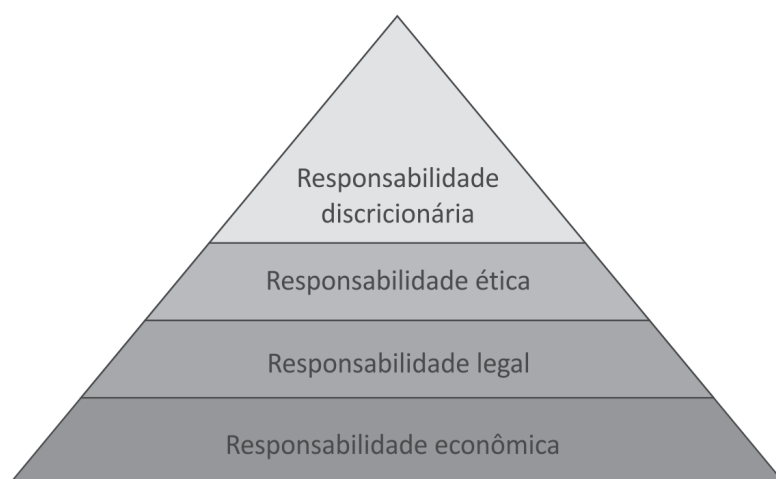 Responsabilidade
discricionária
Responsabilidade ética
Responsabilidade legal
Responsabilidade econômica